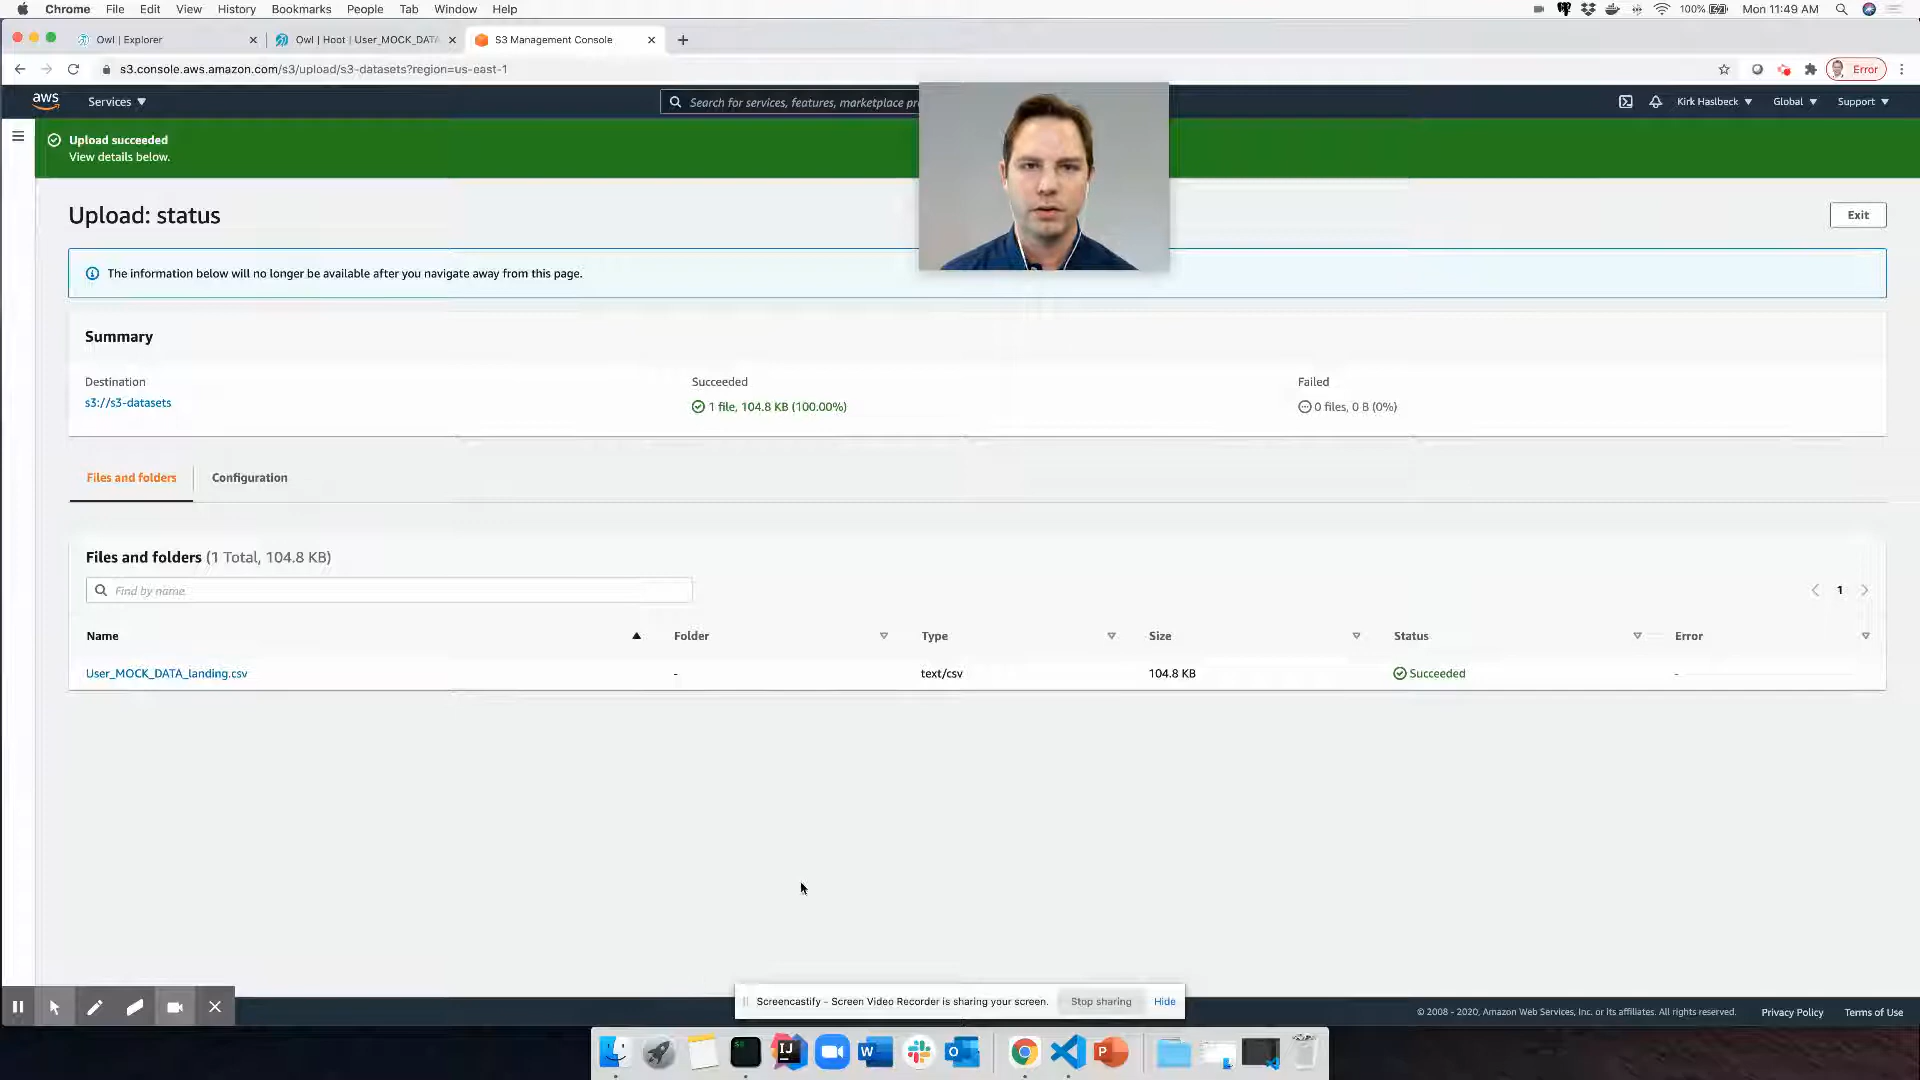 Chrome File Edit View History Bookmarks People Tab Window Help 100% Mon 11:49 AM
Owl | Explorer Owl | Hoot | User_MOCK_DATA S3 Management Console
s3.console.aws.amazon.com/s3/upload/s3-datasets?region=us-east-1 Error
aws Services Search for services, features, marketplace pr Kirk Haslbeck Global Support
Upload succeeded
View details below.
Upload: status Exit
The information below will no longer be available after you navigate away from this page.
Summary
Destination Succeeded Failed
s3://s3-datasets 1 file, 104.8 KB (100.00%) 0 files, 0 B (0%)
Files and folders Configuration
Files and folders (1 Total, 104.8 KB)
Find by name 1
Name Folder Type Size Status Error
User_MOCK_DATA_landing.csv - text/csv 104.8 KB Succeeded -
Screencastify - Screen Video Recorder is sharing your screen. Stop sharing Hide
© 2008 - 2020, Amazon Web Services, Inc. or its affiliates. All rights reserved. Privacy Policy Terms of Use